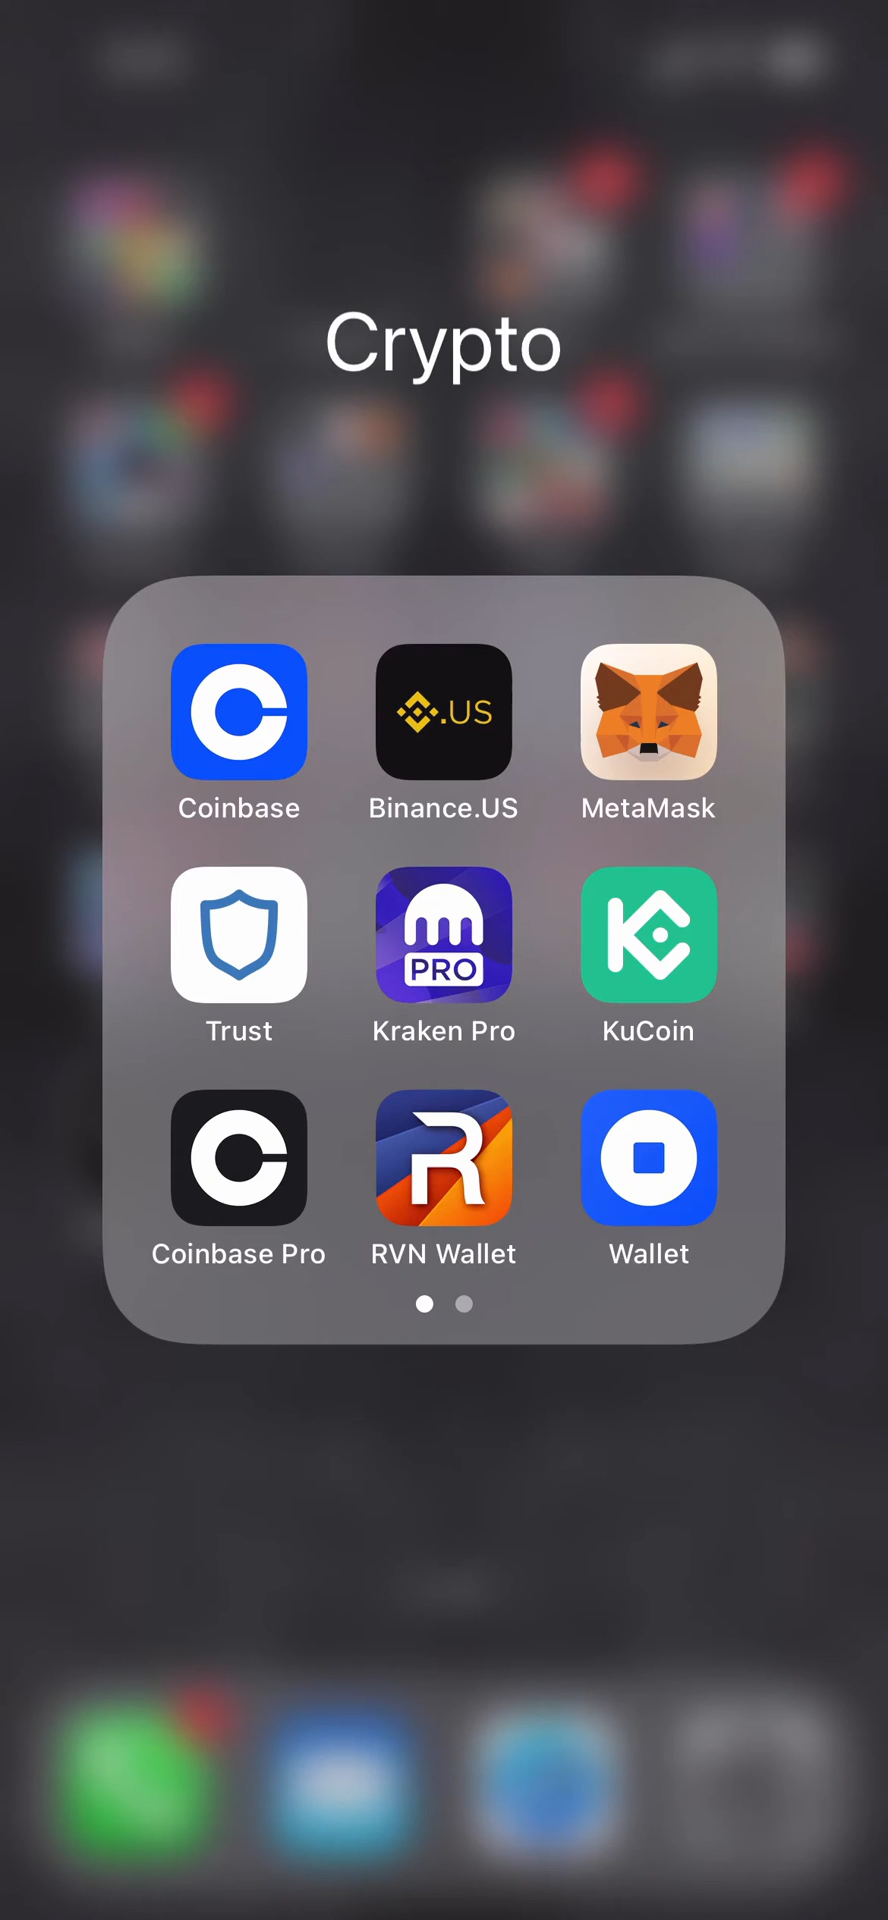 Crypto
.US
Coinbase
Binance.US
MetaMask
PRO
Trust
Kraken Pro
KuCoin
Coinbase Pro
RVN Wallet
Wallet